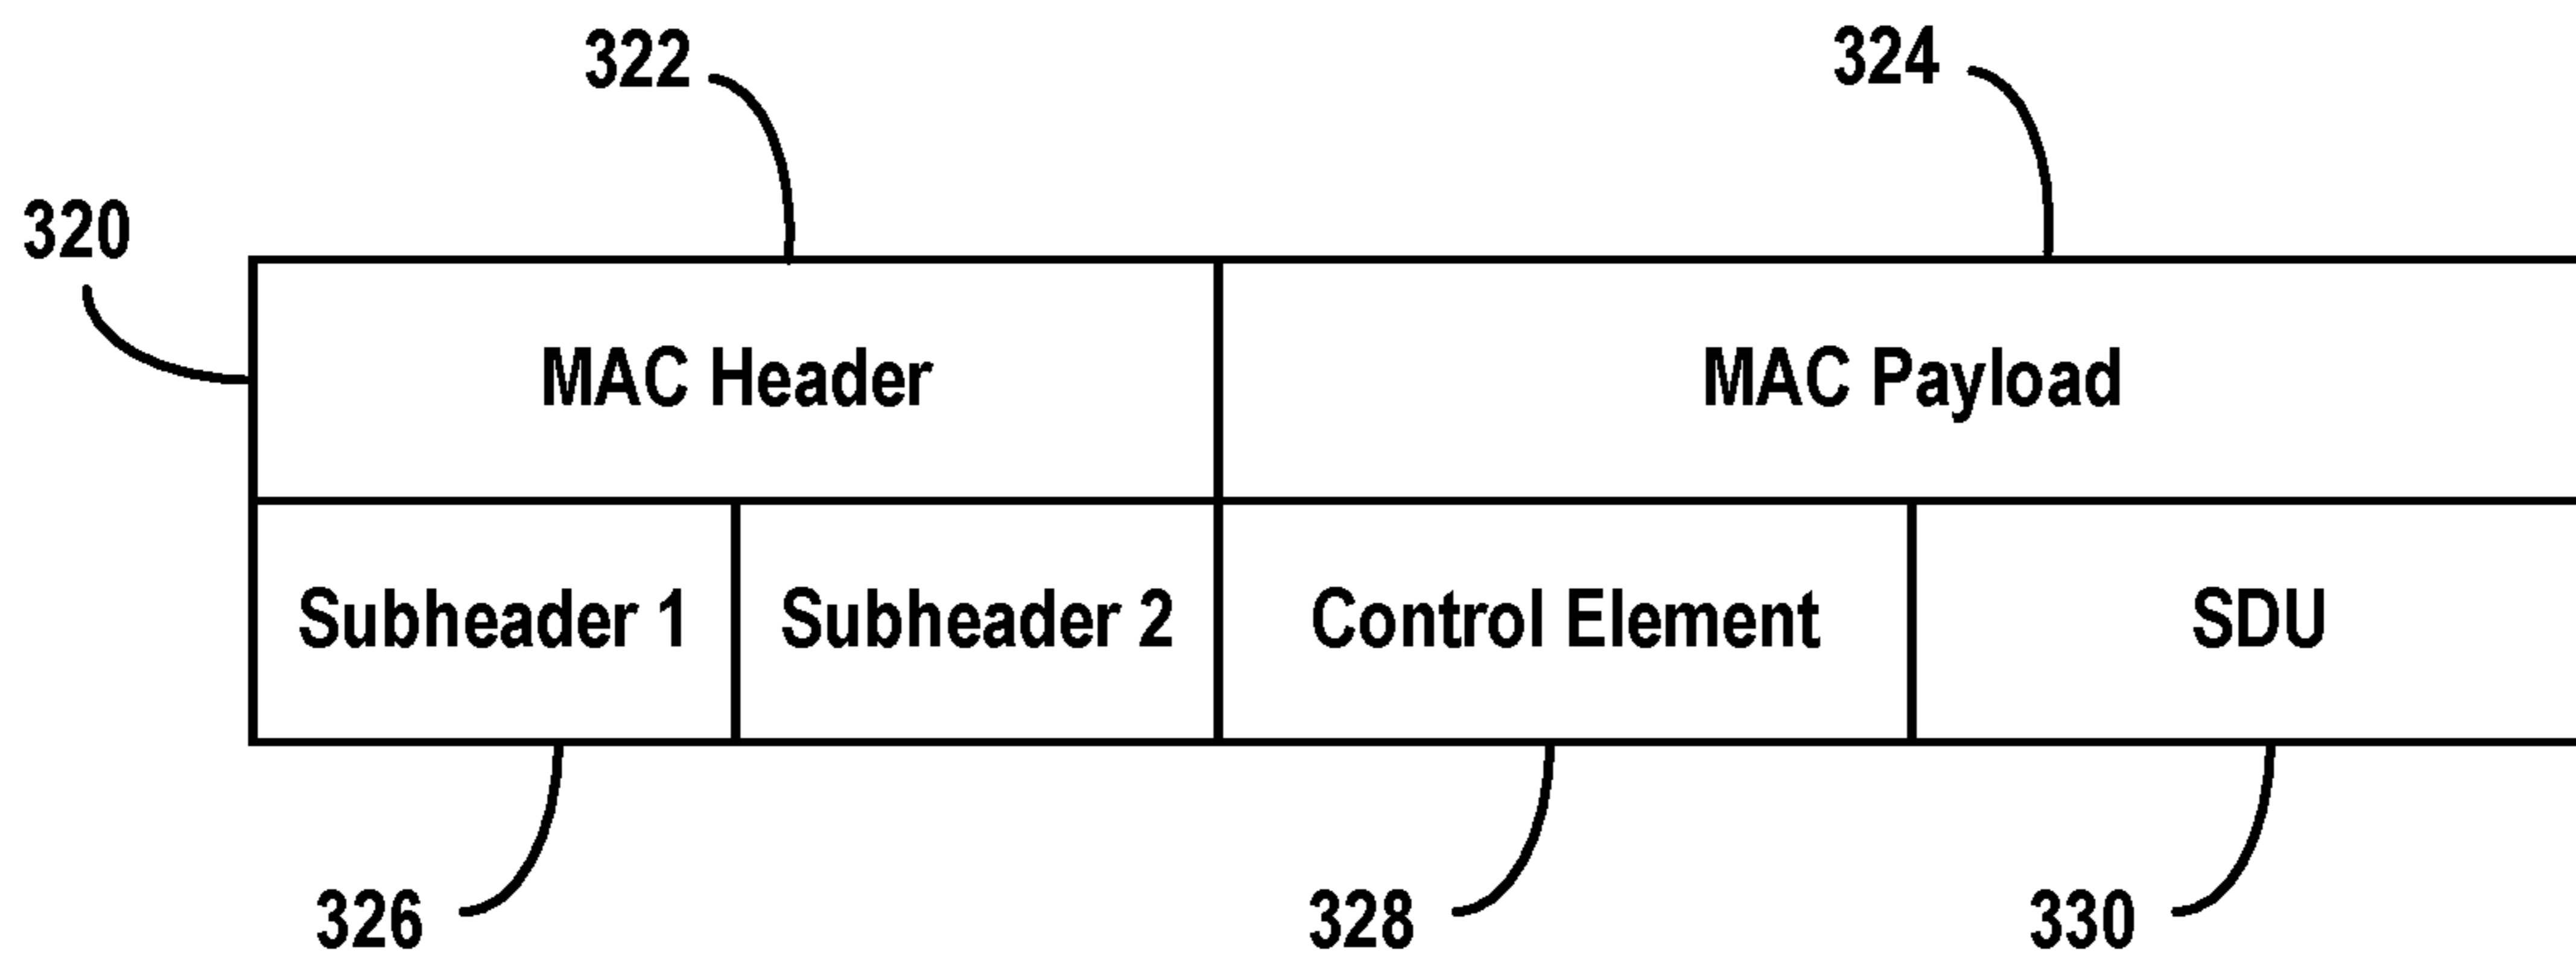 322
324
320
MAC Header
MAC Payload
Subheader 1
Subheader 2
Control Element
SDU
326
328
330